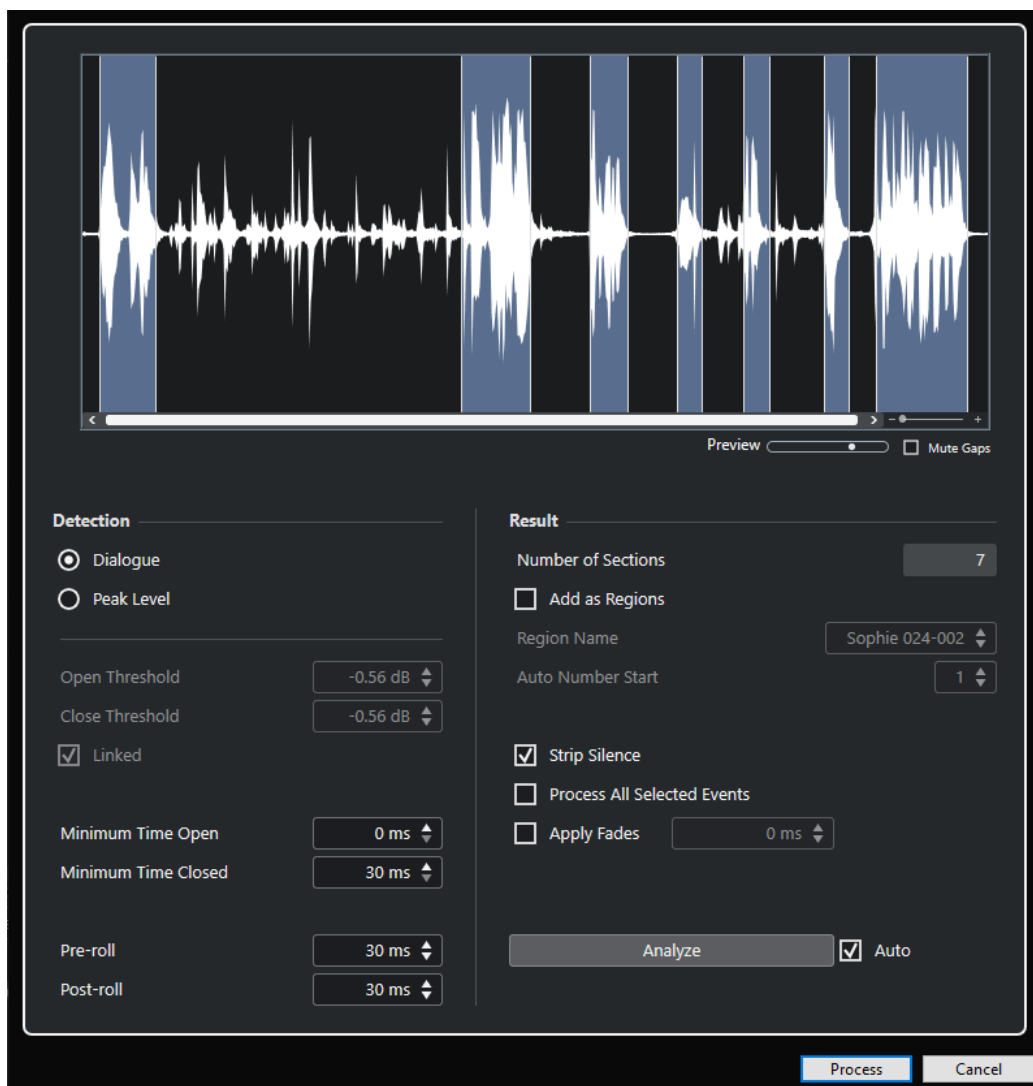 Preview
Mute Gaps
Detection
Dialogue
Peak Level
Open Threshold -0.56 dB
Close Threshold -0.56 dB
Linked
Minimum Time Open 0 ms
Minimum Time Closed 30 ms
Pre-roll 30 ms
Post-roll 30 ms
Result
Number of Sections 7
Add as Regions
Region Name Sophie 024-002
Auto Number Start 1
Strip Silence
Process All Selected Events
Apply Fades 0 ms
Analyze Auto
Process Cancel